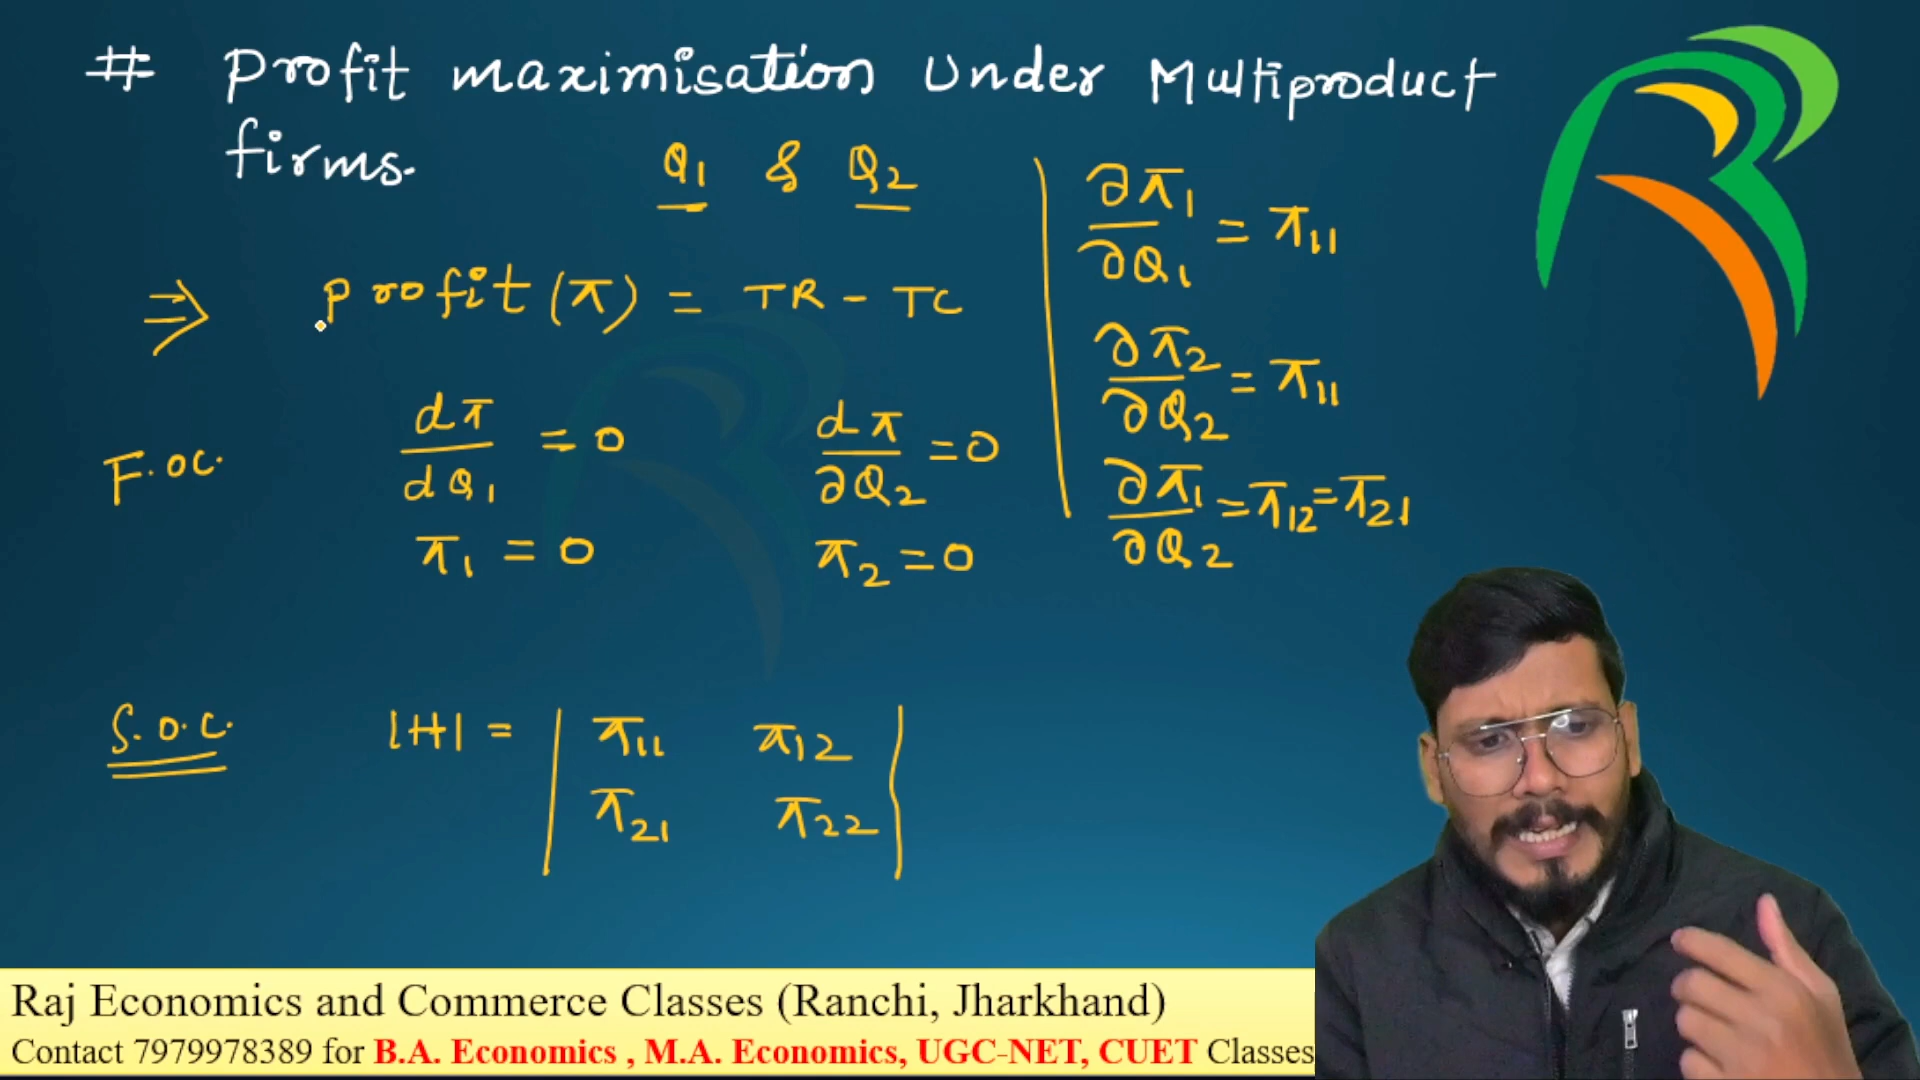 # Profit maximisation Under Multiproduct
firms.
Q1 & Q2
⇒ Profit (π) = TR - TC
F.OC.
dπ/dQ1 = 0
dπ/∂Q2 = 0
π1 = 0
π2 = 0
∂π1/∂Q1 = π11
∂π2/∂Q2 = π11
∂π1/∂Q2 = π12 = π21
S.O.C.
|H| = | π11 π12 |
| π21 π22 |
Raj Economics and Commerce Classes (Ranchi, Jharkhand)
Contact 7979978389 for B.A. Economics , M.A. Economics, UGC-NET, CUET Classes